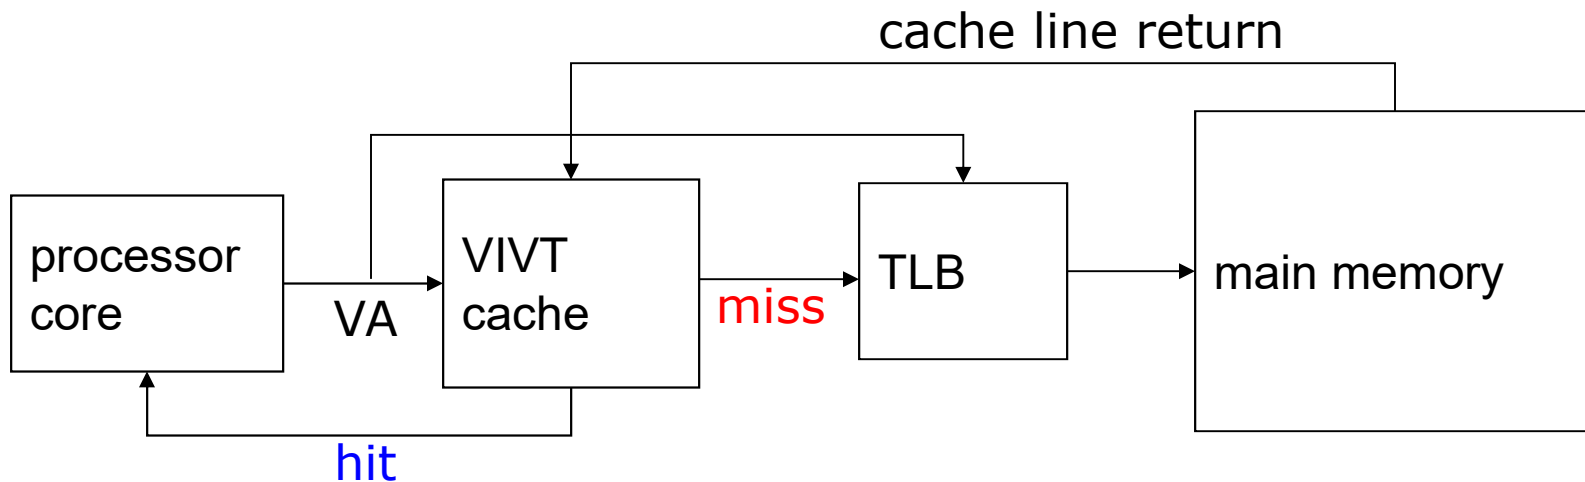 cache line return
processor
core
VA
VIVT
cache
miss
TLB
main memory
hit